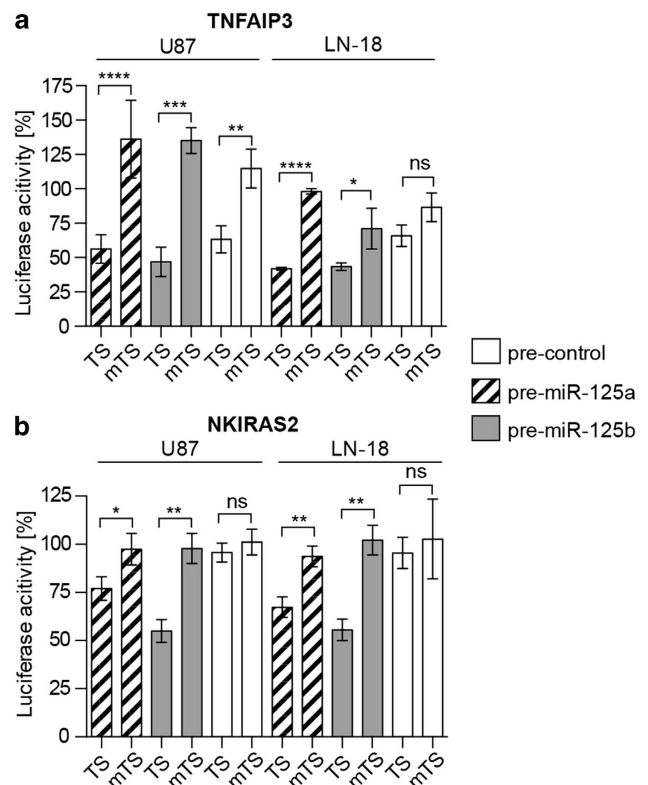 a
TNFAIP3
U87 LN-18
**** *** ** **** * ns
Luciferase acitivity [%]
175
150
125
100
75
50
25
0
TS mTS TS mTS TS mTS TS mTS TS mTS TS mTS
pre-control
pre-miR-125a
pre-miR-125b
b
NKIRAS2
U87 LN-18
* ** ns ** ** ns
Luciferase acitivity [%]
125
100
75
50
25
0
TS mTS TS mTS TS mTS TS mTS TS mTS TS mTS